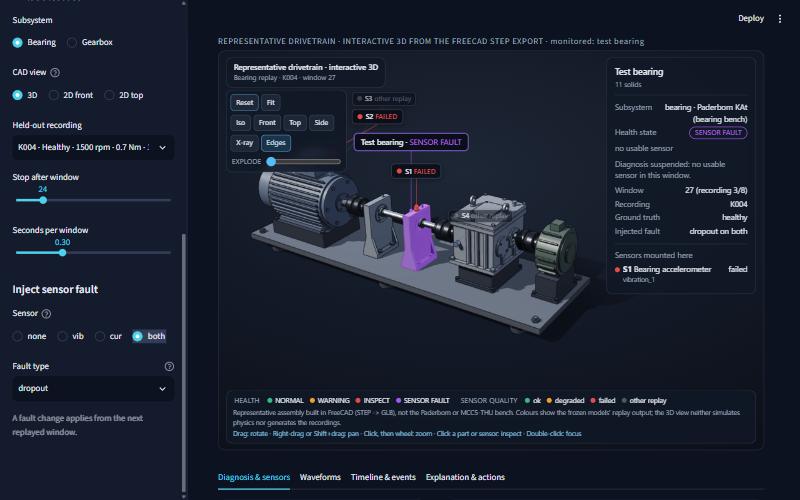 Subsystem
Bearing Gearbox
CAD view
3D 2D front 2D top
Held-out recording
K004 - Healthy - 1500 rpm - 0.7 Nm -
Stop after window
24
Seconds per window
0.30
Inject sensor fault
Sensor
none vib cur both
Fault type
dropout
A fault change applies from the next
replayed window.
Deploy
REPRESENTATIVE DRIVETRAIN · INTERACTIVE 3D FROM THE FREECAD STEP EXPORT · monitored: test bearing
Representative drivetrain - interactive 3D
Bearing replay · K004 · window 27
Reset Fit
Iso Front Top Side
X-ray Edges
EXPLODE
S3 other replay
S2 FAILED
Test bearing · SENSOR FAULT
S1 FAILED
S4 other replay
Test bearing
11 solids
Subsystem bearing · Paderborn KAt
(bearing bench)
Health state SENSOR FAULT
no usable sensor
Diagnosis suspended: no usable
sensor in this window.
Window 27 (recording 3/8)
Recording K004
Ground truth healthy
Injected fault dropout on both
Sensors mounted here
S1 Bearing accelerometer failed
vibration_1
HEALTH NORMAL WARNING INSPECT SENSOR FAULT SENSOR QUALITY ok degraded failed other replay
Representative assembly built in FreeCAD (STEP -> GLB), not the Paderborn or MCC5-THU bench. Colours show the frozen models' replay output; the 3D view neither simulates
physics nor generates the recordings.
Drag: rotate · Right-drag or Shift+drag: pan · Click, then wheel: zoom · Click a part or sensor: inspect · Double-click: focus
Diagnosis & sensors Waveforms Timeline & events Explanation & actions